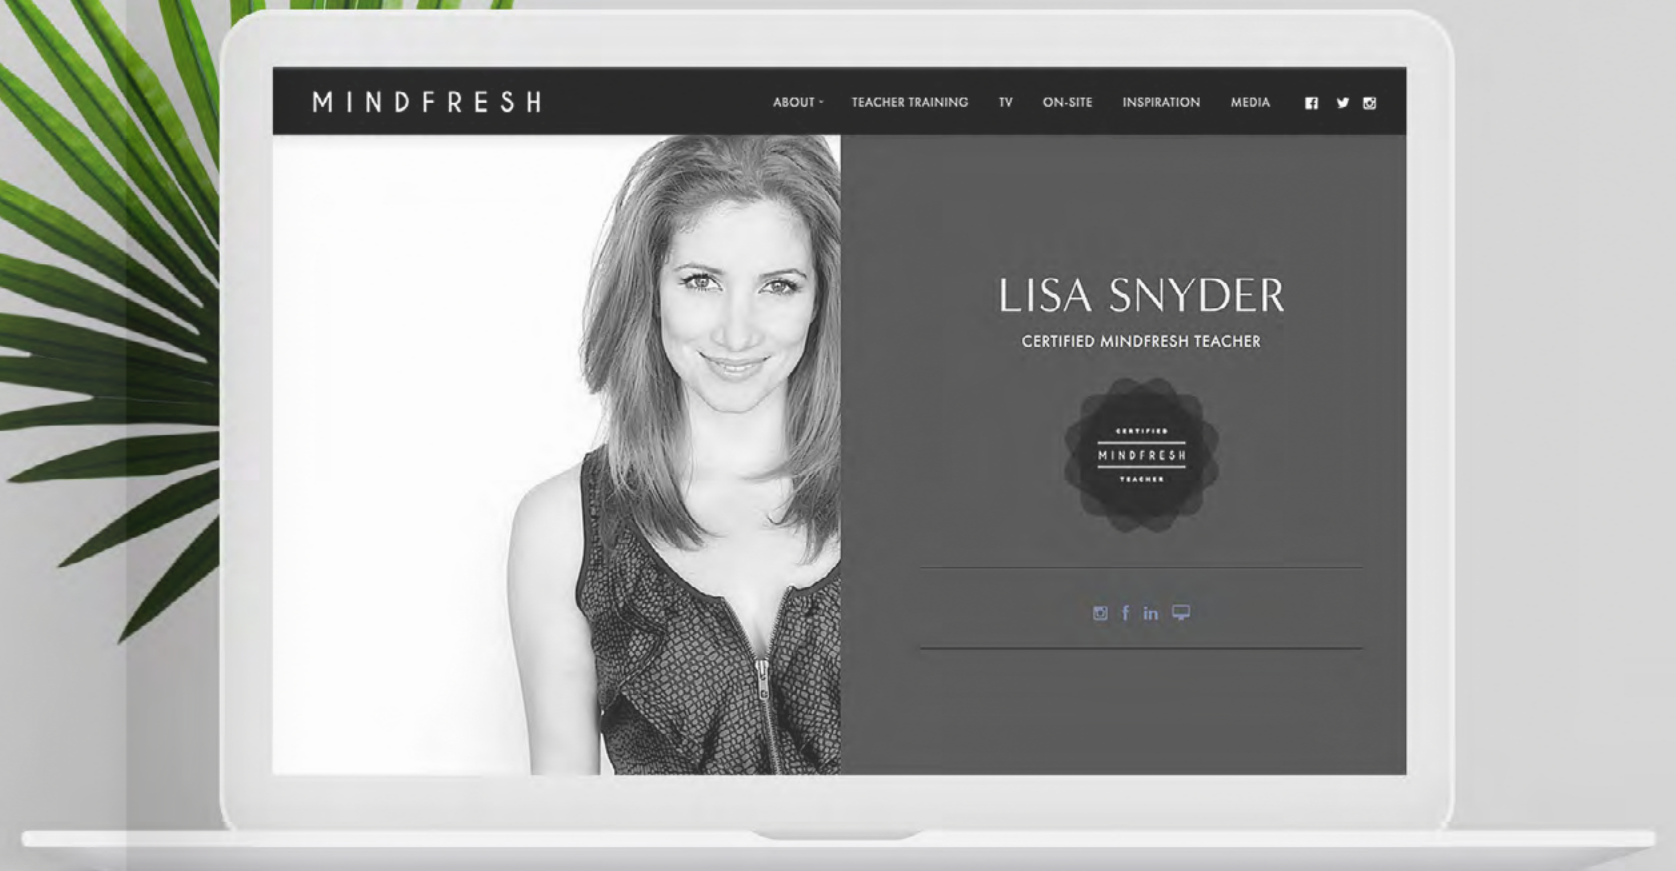 MINDFRESH
ABOUT TEACHER TRAINING TV ON-SITE INSPIRATION MEDIA
LISA SNYDER
CERTIFIED MINDFRESH TEACHER
CERTIFIED
MINDFRESH
TEACHER